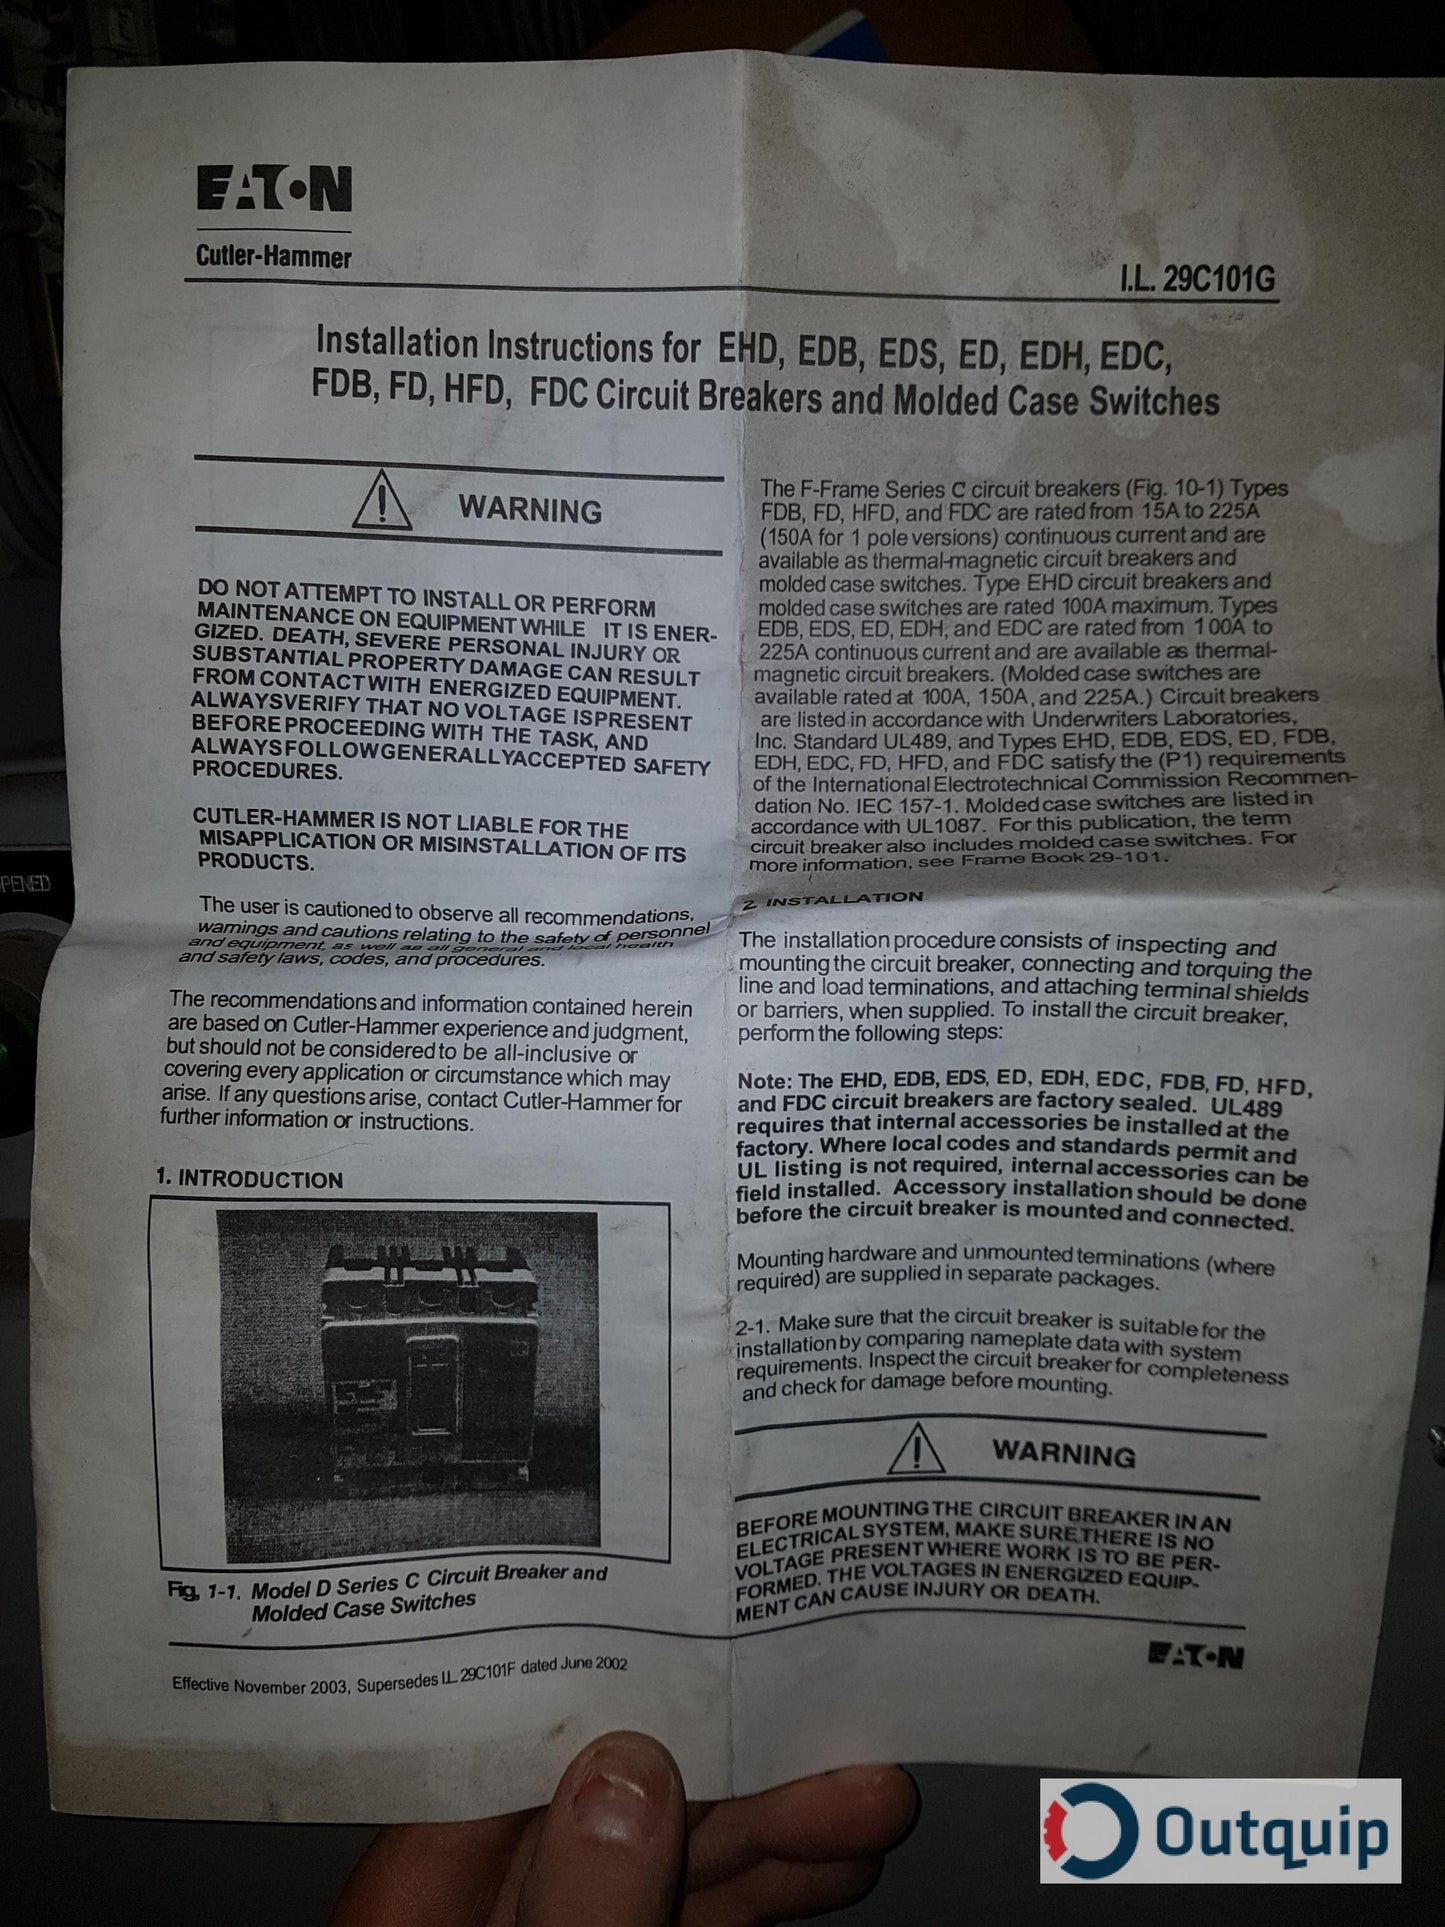 EATON
Cutler-Hammer
I.L. 29C101G
Installation Instructions for EHD, EDB, EDS, ED, EDH, EDC,
FDB, FD, HFD, FDC Circuit Breakers and Molded Case Switches
WARNING
DO NOT ATTEMPT TO INSTALL OR PERFORM
MAINTENANCE ON EQUIPMENT WHILE IT IS ENER-
GIZED. DEATH, SEVERE PERSONAL INJURY OR
SUBSTANTIAL PROPERTY DAMAGE CAN RESULT
FROM CONTACT WITH ENERGIZED EQUIPMENT.
ALWAYS VERIFY THAT NO VOLTAGE IS PRESENT
BEFORE PROCEEDING WITH THE TASK, AND
ALWAYS FOLLOW GENERALLY ACCEPTED SAFETY
PROCEDURES.
CUTLER-HAMMER IS NOT LIABLE FOR THE
MISAPPLICATION OR MISINSTALLATION OF ITS
PRODUCTS.
The user is cautioned to observe all recommendations,
warnings and cautions relating to the safety of personnel
and equipment, as well as all general and local health
and safety laws, codes, and procedures.
The recommendations and information contained herein
are based on Cutler-Hammer experience and judgment,
but should not be considered to be all-inclusive or
covering every application or circumstance which may
arise. If any questions arise, contact Cutler-Hammer for
further information or instructions.
1. INTRODUCTION
Fig. 1-1. Model D Series C Circuit Breaker and
Molded Case Switches
Effective November 2003, Supersedes I.L. 29C101F dated June 2002
The F-Frame Series C circuit breakers (Fig. 10-1) Types
FDB, FD, HFD, and FDC are rated from 15A to 225A
(150A for 1 pole versions) continuous current and are
available as thermal-magnetic circuit breakers and
molded case switches. Type EHD circuit breakers and
molded case switches are rated 100A maximum. Types
EDB, EDS, ED, EDH, and EDC are rated from 100A to
225A continuous current and are available as thermal-
magnetic circuit breakers. (Molded case switches are
available rated at 100A, 150A, and 225A.) Circuit breakers
are listed in accordance with Underwriters Laboratories,
Inc. Standard UL489, and Types EHD, EDB, EDS, ED, FDB,
EDH, EDC, FD, HFD, and FDC satisfy the (P1) requirements
of the International Electrotechnical Commission Recommen-
dation No. IEC 157-1. Molded case switches are listed in
accordance with UL1087. For this publication, the term
circuit breaker also includes molded case switches. For
more information, see Frame Book 29-101.
2 INSTALLATION
The installation procedure consists of inspecting and
mounting the circuit breaker, connecting and torquing the
line and load terminations, and attaching terminal shields
or barriers, when supplied. To install the circuit breaker,
perform the following steps:
Note: The EHD, EDB, EDS, ED, EDH, EDC, FDB, FD, HFD,
and FDC circuit breakers are factory sealed. UL489
requires that internal accessories be installed at the
factory. Where local codes and standards permit and
UL listing is not required, internal accessories can be
field installed. Accessory installation should be done
before the circuit breaker is mounted and connected.
Mounting hardware and unmounted terminations (where
required) are supplied in separate packages.
2-1. Make sure that the circuit breaker is suitable for the
installation by comparing nameplate data with system
requirements. Inspect the circuit breaker for completeness
and check for damage before mounting.
WARNING
BEFORE MOUNTING THE CIRCUIT BREAKER IN AN
ELECTRICAL SYSTEM, MAKE SURE THERE IS NO
VOLTAGE PRESENT WHERE WORK IS TO BE PER-
FORMED. THE VOLTAGES IN ENERGIZED EQUIP-
MENT CAN CAUSE INJURY OR DEATH.
EATON
PENED
Outquip